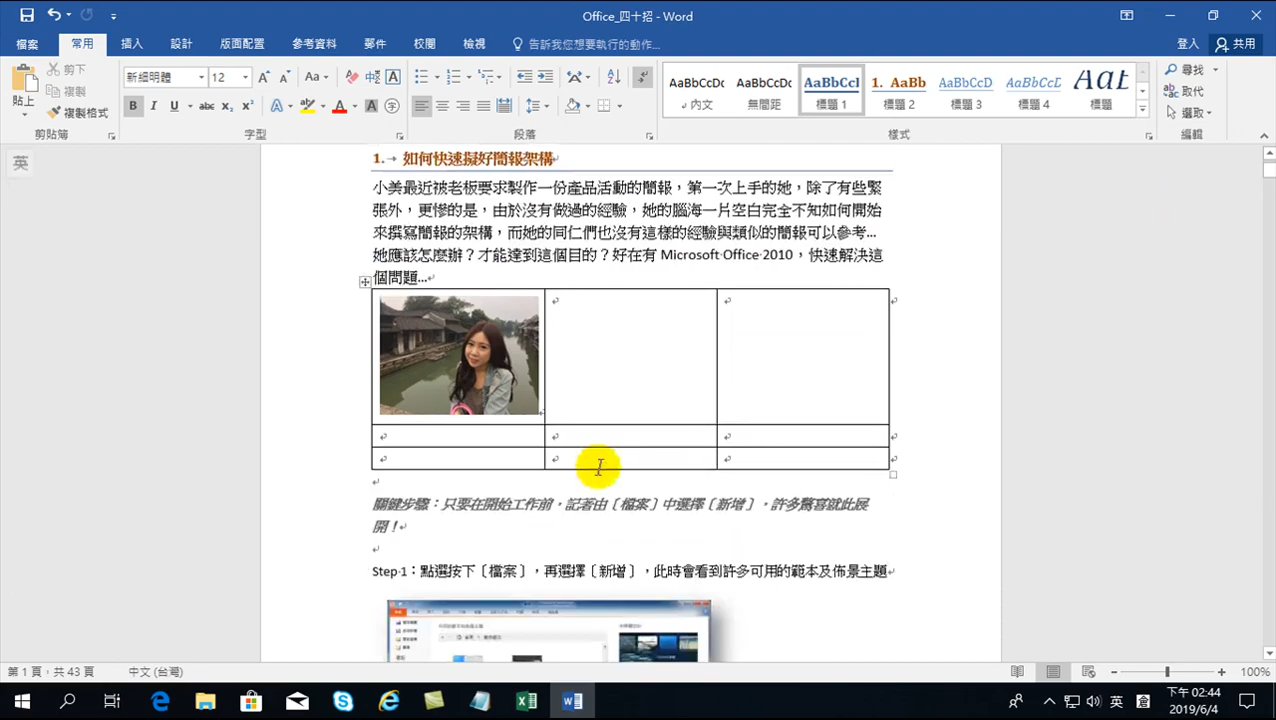 Office_四十招 - Word
檔案 常用 插入 設計 版面配置 參考資料 郵件 校閱 檢視 告訴我您想要執行的動作... 登入 共用
貼上 剪下 複製 複製格式
新細明體 12
AaBbCcDc AaBbCcDc AaBbCcI 1. AaBb AaBbCcD AaBbCcD AaI
內文 無間距 標題 1 標題 2 標題 3 標題 4 標題
尋找 取代 選取
剪貼簿 字型 段落 樣式 編輯
英
1. 如何快速擬好簡報架構
小美最近被老板要求製作一份產品活動的簡報，第一次上手的她，除了有些緊
張外，更慘的是，由於沒有做過的經驗，她的腦海一片空白完全不知如何開始
來撰寫簡報的架構，而她的同仁們也沒有這樣的經驗與類似的簡報可以參考…
她應該怎麼辦？才能達到這個目的？好在有 Microsoft Office 2010，快速解決這
個問題…
關鍵步驟：只要在開始工作前，記著由〔檔案〕中選擇〔新增〕，許多驚喜就此展
開！
Step 1：點選按下〔檔案〕，再選擇〔新增〕，此時會看到許多可用的範本及佈景主題
第 1 頁，共 43 頁 中文 (台灣) 100%
英 倉 下午 02:44
2019/6/4